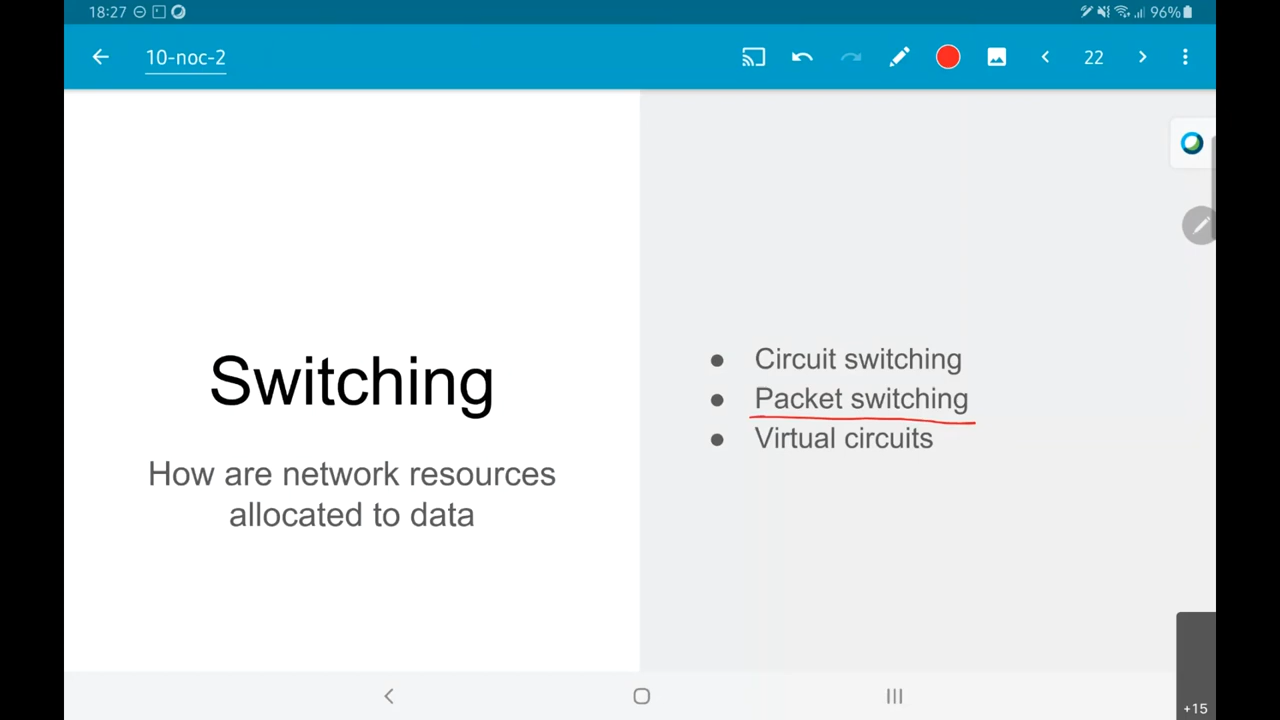 18:27
96%
10-noc-2
22
Switching
How are network resources
allocated to data
● Circuit switching
● Packet switching
● Virtual circuits
+15